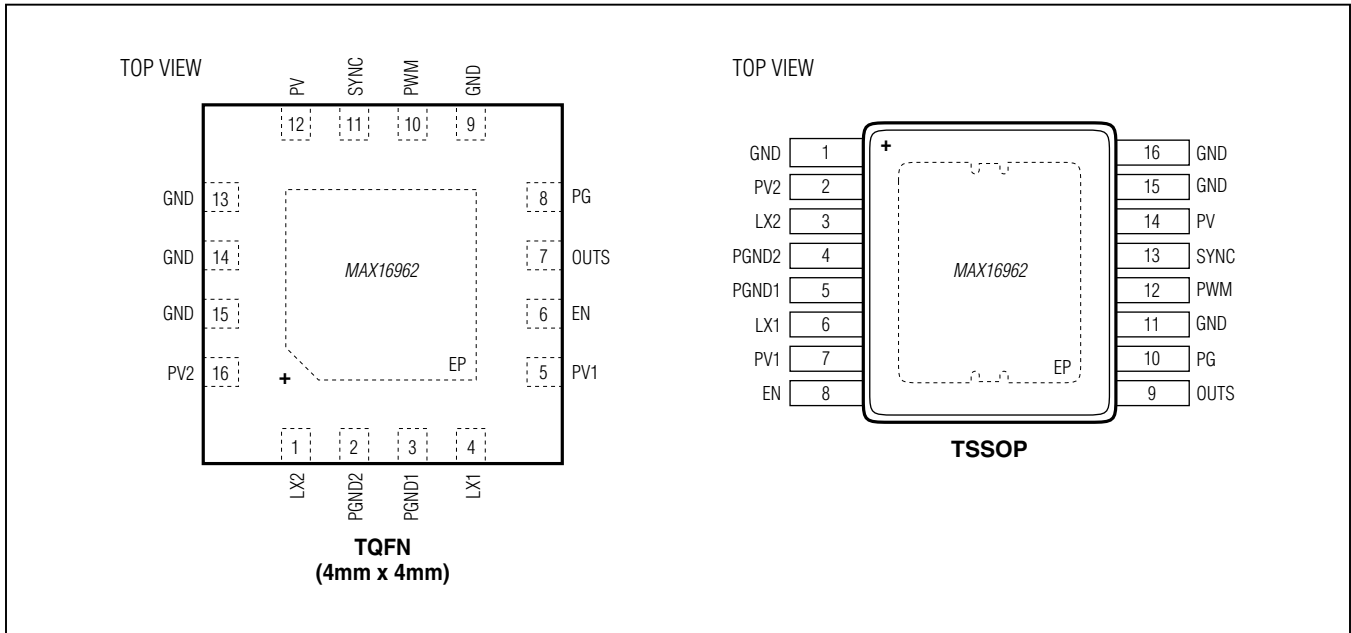 TOP VIEW
PV
SYNC
PWM
GND
12
11
10
9
GND 13
8 PG
GND 14
7 OUTS
MAX16962
GND 15
6 EN
PV2 16
5 PV1
+
EP
1
2
3
4
LX2
PGND2
PGND1
LX1
TQFN
(4mm x 4mm)
TOP VIEW
+
GND 1
16 GND
PV2 2
15 GND
LX2 3
14 PV
PGND2 4
13 SYNC
MAX16962
PGND1 5
12 PWM
LX1 6
11 GND
PV1 7
10 PG
EP
EN 8
9 OUTS
TSSOP